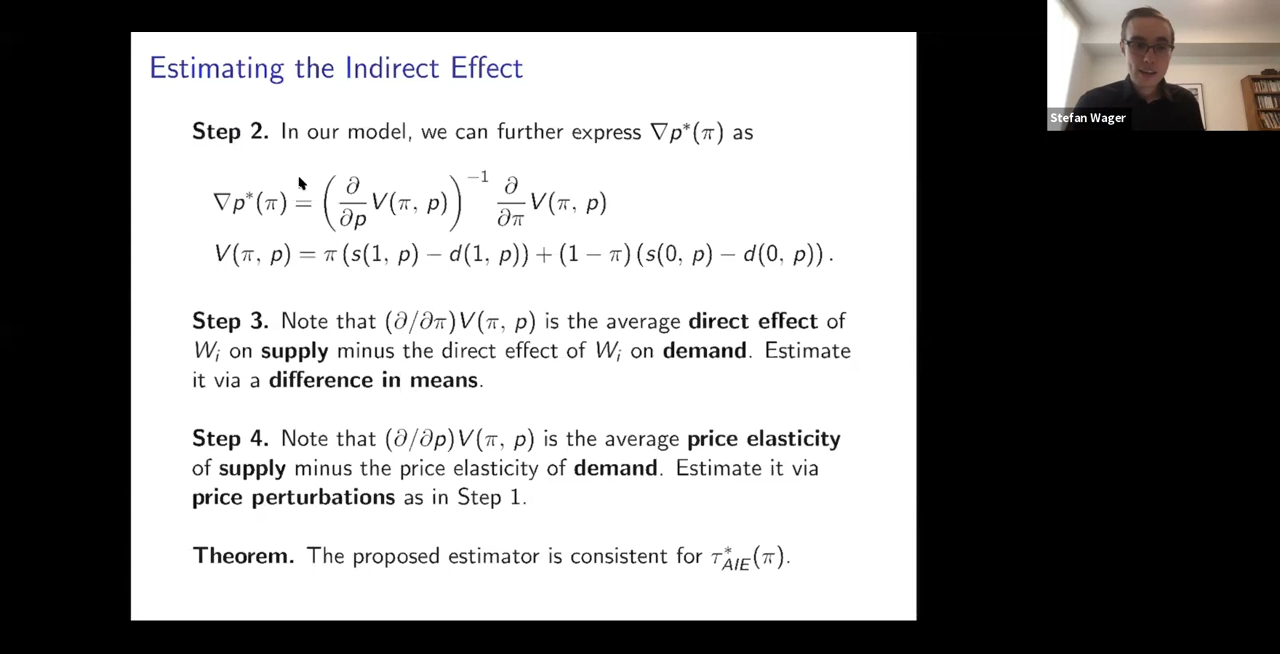 Estimating the Indirect Effect
Step 2. In our model, we can further express ∇p*(π) as
∇p*(π) = (∂/∂p V(π, p))⁻¹ ∂/∂π V(π, p)
V(π, p) = π (s(1, p) − d(1, p)) + (1 − π) (s(0, p) − d(0, p)) .
Step 3. Note that (∂/∂π)V(π, p) is the average direct effect of
Wᵢ on supply minus the direct effect of Wᵢ on demand. Estimate
it via a difference in means.
Step 4. Note that (∂/∂p)V(π, p) is the average price elasticity
of supply minus the price elasticity of demand. Estimate it via
price perturbations as in Step 1.
Theorem. The proposed estimator is consistent for τ*_AIE(π).
Stefan Wager